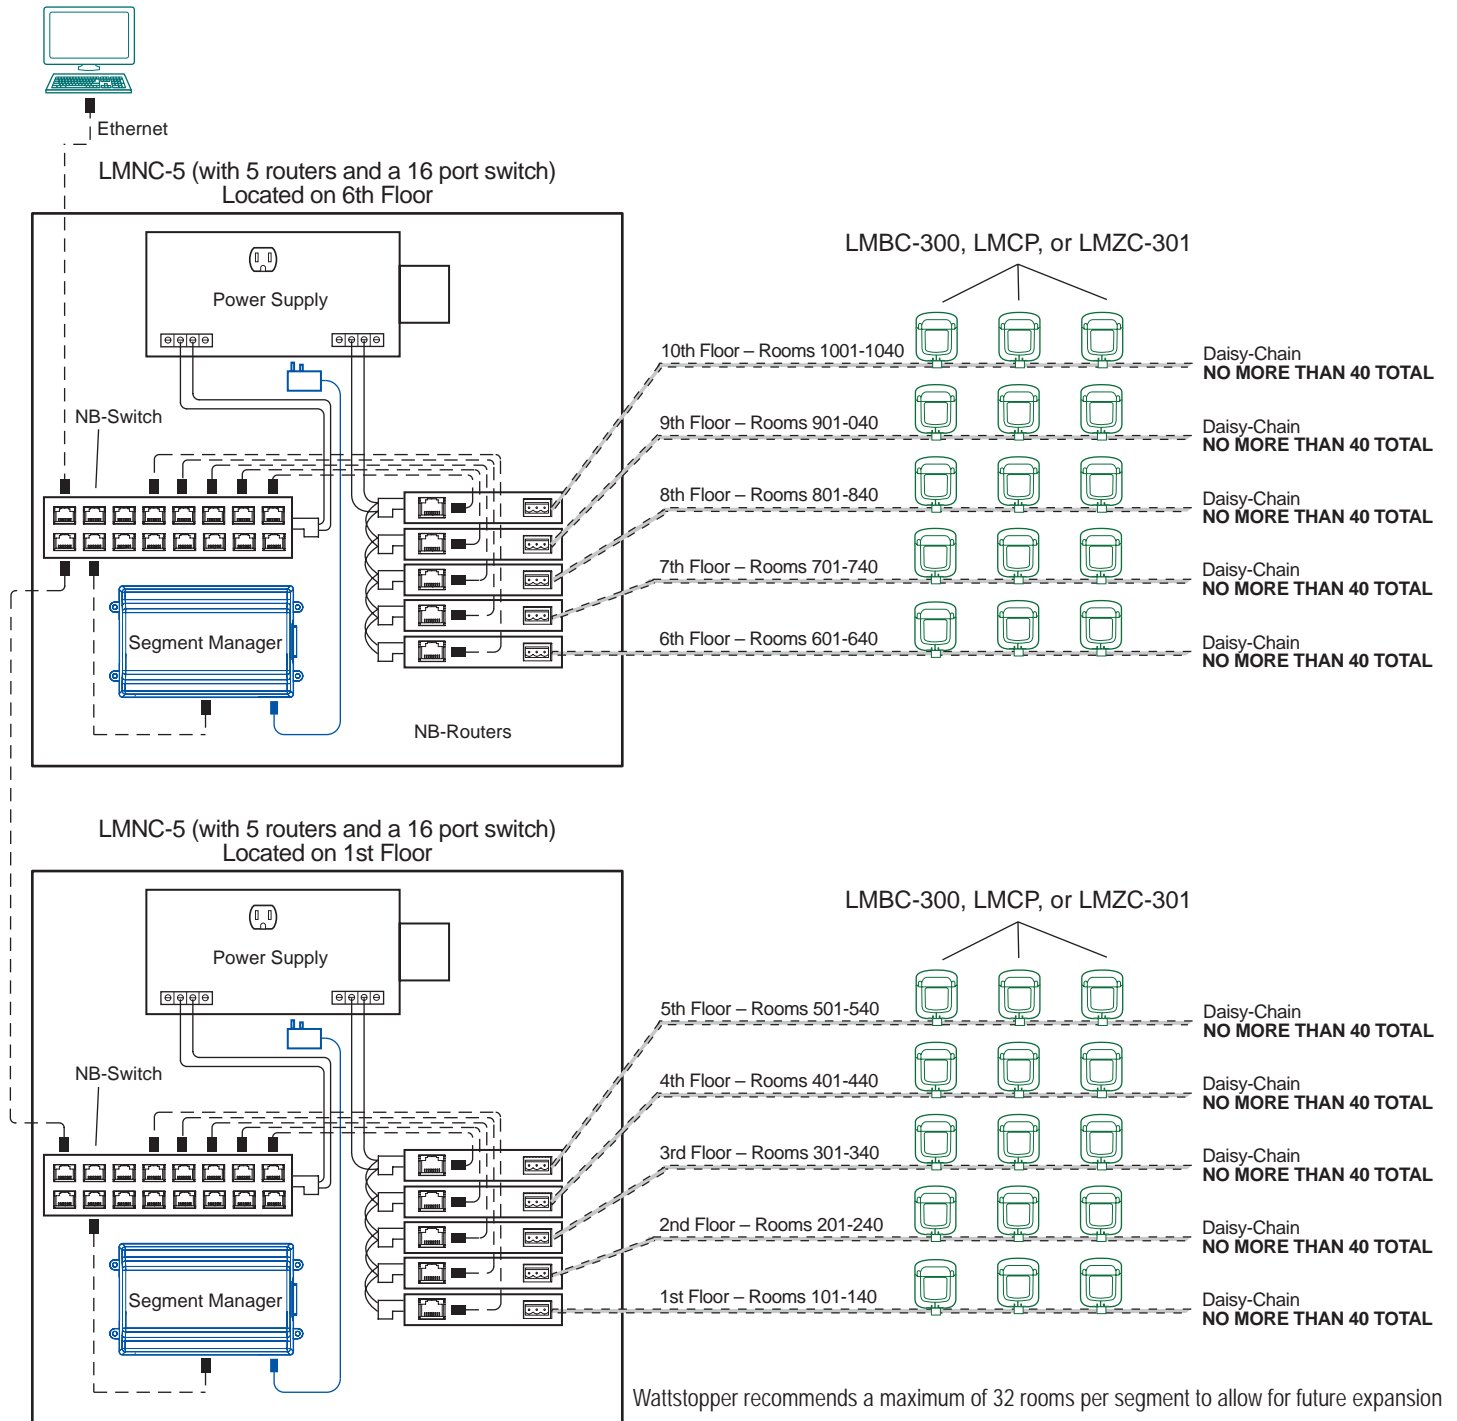 Ethernet
LMNC-5 (with 5 routers and a 16 port switch)
Located on 6th Floor
Power Supply
NB-Switch
Segment Manager
NB-Routers
LMBC-300, LMCP, or LMZC-301
10th Floor – Rooms 1001-1040
Daisy-Chain
NO MORE THAN 40 TOTAL
9th Floor – Rooms 901-040
Daisy-Chain
NO MORE THAN 40 TOTAL
8th Floor – Rooms 801-840
Daisy-Chain
NO MORE THAN 40 TOTAL
7th Floor – Rooms 701-740
Daisy-Chain
NO MORE THAN 40 TOTAL
6th Floor – Rooms 601-640
Daisy-Chain
NO MORE THAN 40 TOTAL
LMNC-5 (with 5 routers and a 16 port switch)
Located on 1st Floor
Power Supply
NB-Switch
Segment Manager
LMBC-300, LMCP, or LMZC-301
5th Floor – Rooms 501-540
Daisy-Chain
NO MORE THAN 40 TOTAL
4th Floor – Rooms 401-440
Daisy-Chain
NO MORE THAN 40 TOTAL
3rd Floor – Rooms 301-340
Daisy-Chain
NO MORE THAN 40 TOTAL
2nd Floor – Rooms 201-240
Daisy-Chain
NO MORE THAN 40 TOTAL
1st Floor – Rooms 101-140
Daisy-Chain
NO MORE THAN 40 TOTAL
Wattstopper recommends a maximum of 32 rooms per segment to allow for future expansion